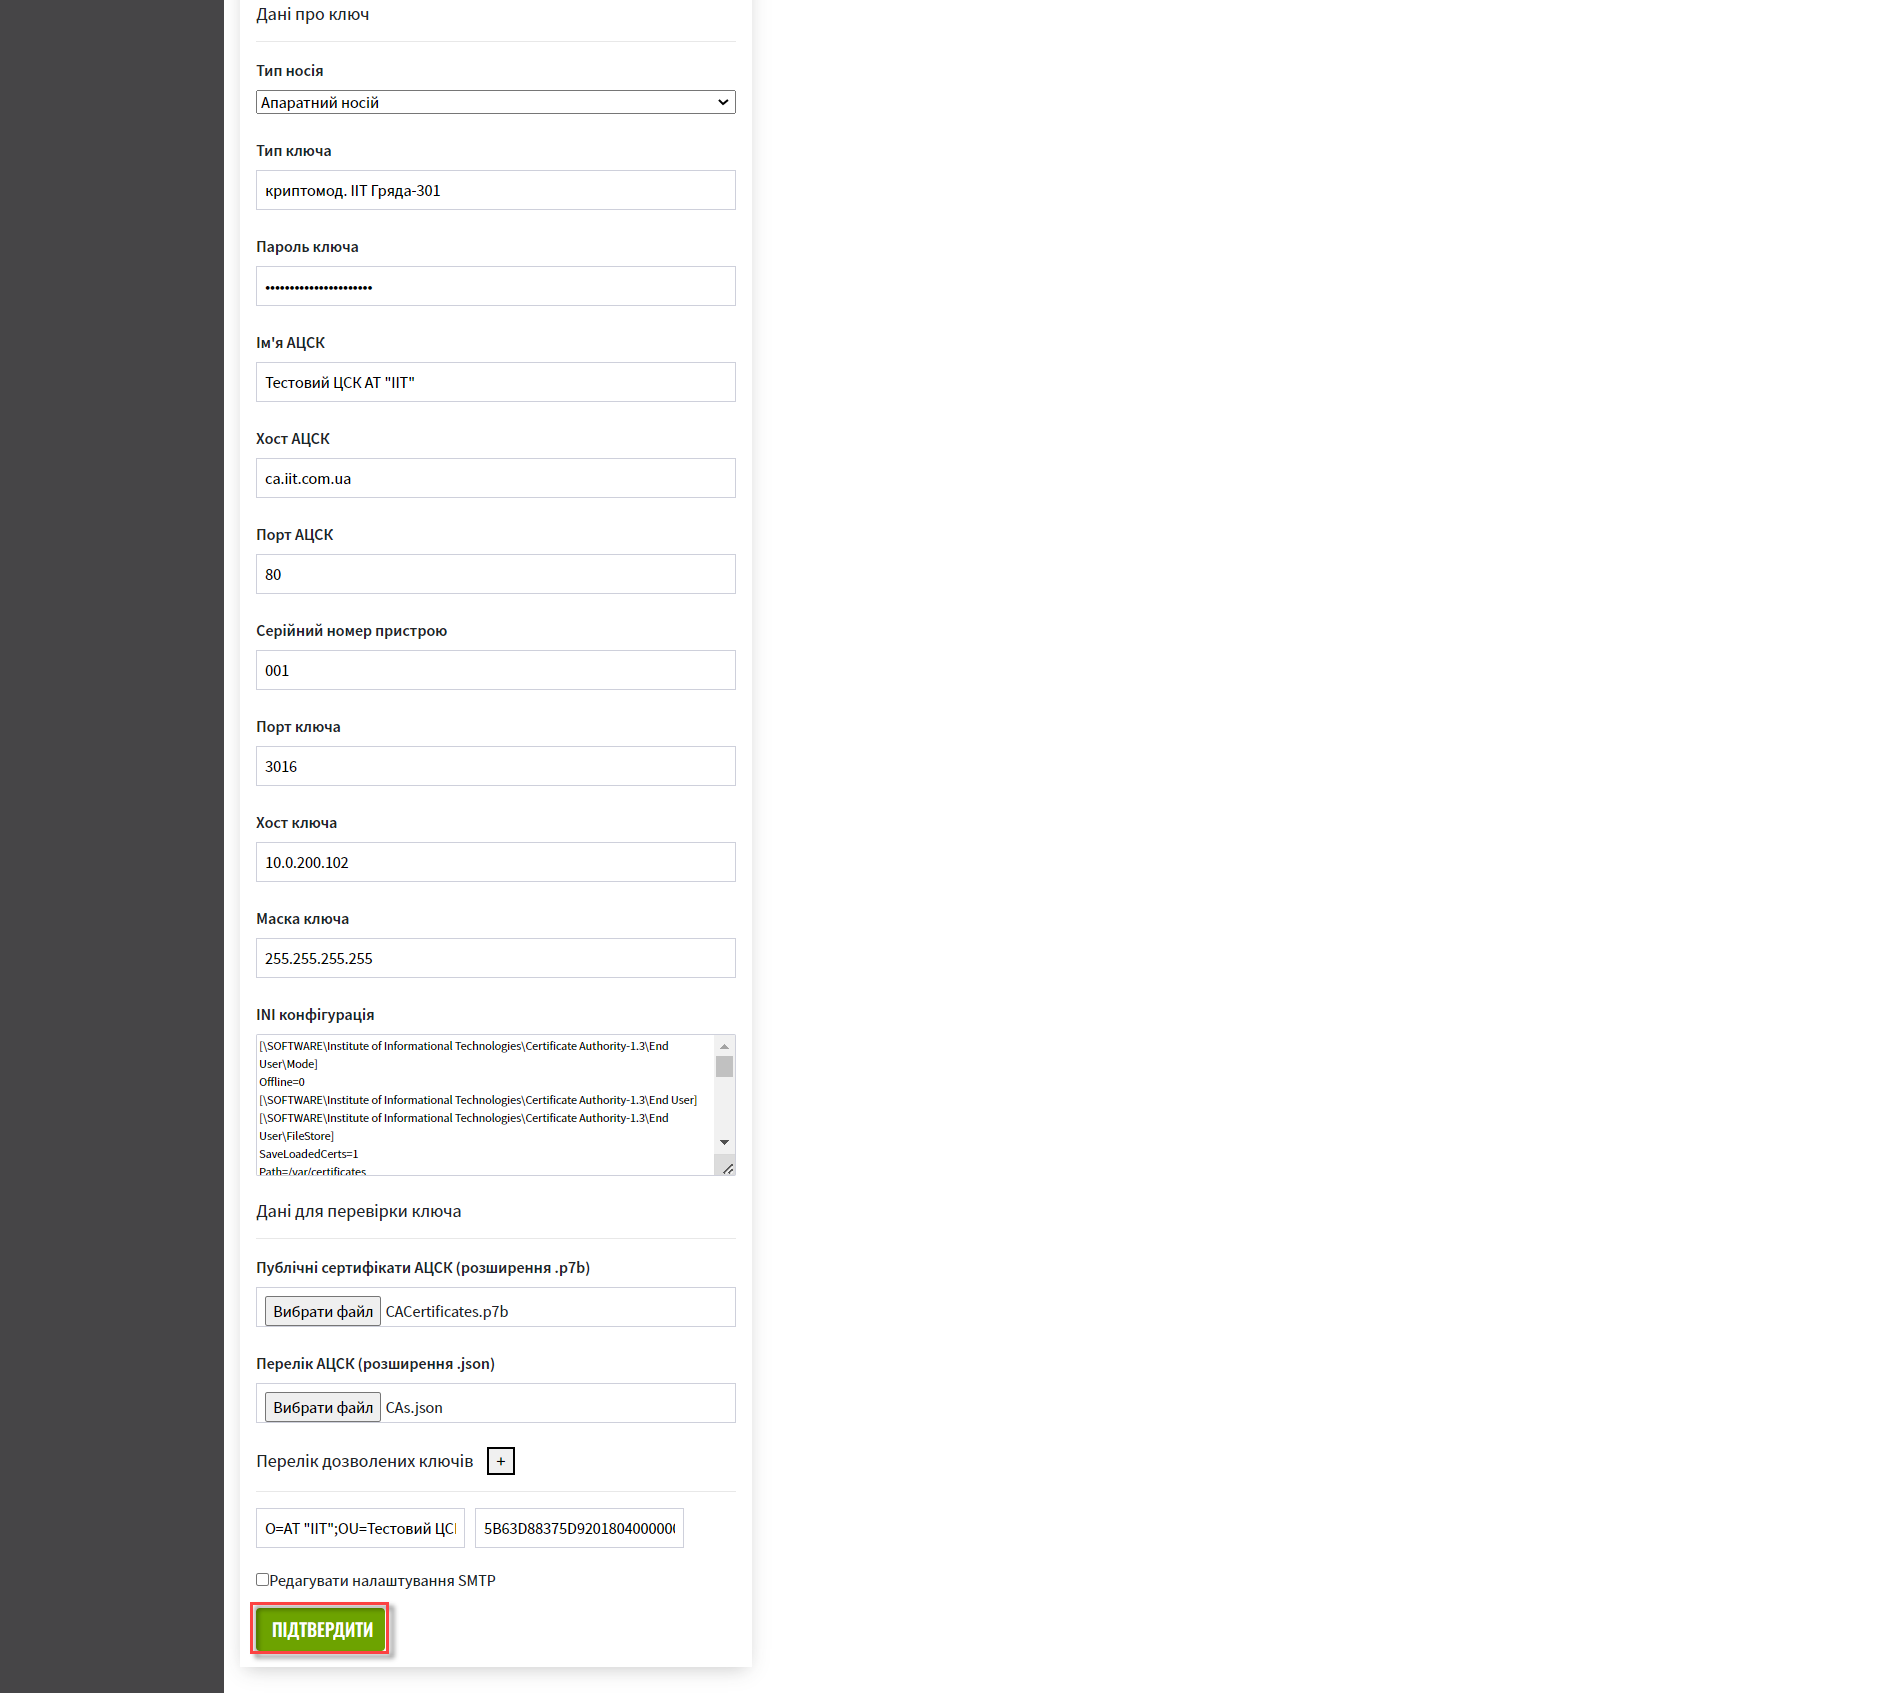 Дані про ключ
Тип носія
Апаратний носій
Тип ключа
криптомод. ІІТ Гряда-301
Пароль ключа
••••••••••••••••••••••
Ім'я АЦСК
Тестовий ЦСК АТ "ІІТ"
Хост АЦСК
ca.iit.com.ua
Порт АЦСК
80
Серійний номер пристрою
001
Порт ключа
3016
Хост ключа
10.0.200.102
Маска ключа
255.255.255.255
INI конфігурація
[\SOFTWARE\Institute of Informational Technologies\Certificate Authority-1.3\End
User\Mode]
Offline=0
[\SOFTWARE\Institute of Informational Technologies\Certificate Authority-1.3\End User]
[\SOFTWARE\Institute of Informational Technologies\Certificate Authority-1.3\End
User\FileStore]
SaveLoadedCerts=1
Path=/var/certificates
Дані для перевірки ключа
Публічні сертифікати АЦСК (розширення .p7b)
Вибрати файл CACertificates.p7b
Перелік АЦСК (розширення .json)
Вибрати файл CAs.json
Перелік дозволених ключів +
O=АТ "ІІТ";OU=Тестовий ЦС 5B63D88375D9201804000000
Редагувати налаштування SMTP
ПІДТВЕРДИТИ